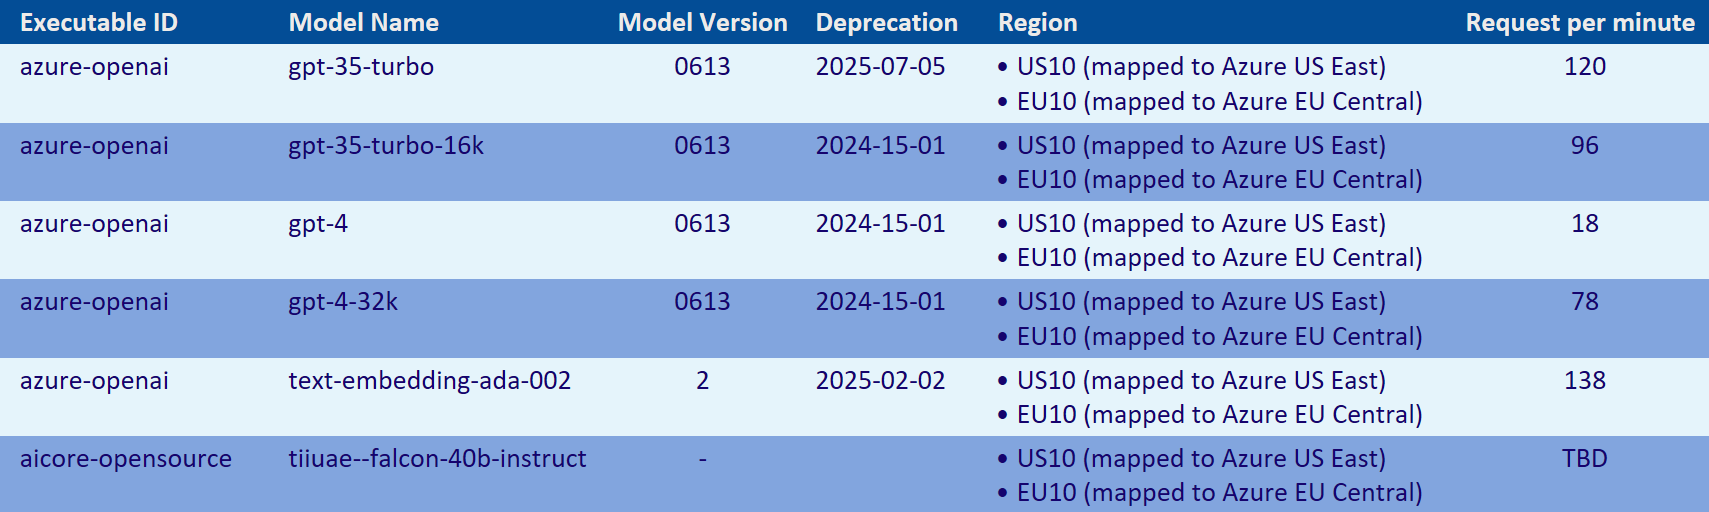 Executable ID Model Name Model Version Deprecation Region Request per minute
azure-openai gpt-35-turbo 0613 2025-07-05 • US10 (mapped to Azure US East) 120
• EU10 (mapped to Azure EU Central)
azure-openai gpt-35-turbo-16k 0613 2024-15-01 • US10 (mapped to Azure US East) 96
• EU10 (mapped to Azure EU Central)
azure-openai gpt-4 0613 2024-15-01 • US10 (mapped to Azure US East) 18
• EU10 (mapped to Azure EU Central)
azure-openai gpt-4-32k 0613 2024-15-01 • US10 (mapped to Azure US East) 78
• EU10 (mapped to Azure EU Central)
azure-openai text-embedding-ada-002 2 2025-02-02 • US10 (mapped to Azure US East) 138
• EU10 (mapped to Azure EU Central)
aicore-opensource tiiuae--falcon-40b-instruct - • US10 (mapped to Azure US East) TBD
• EU10 (mapped to Azure EU Central)